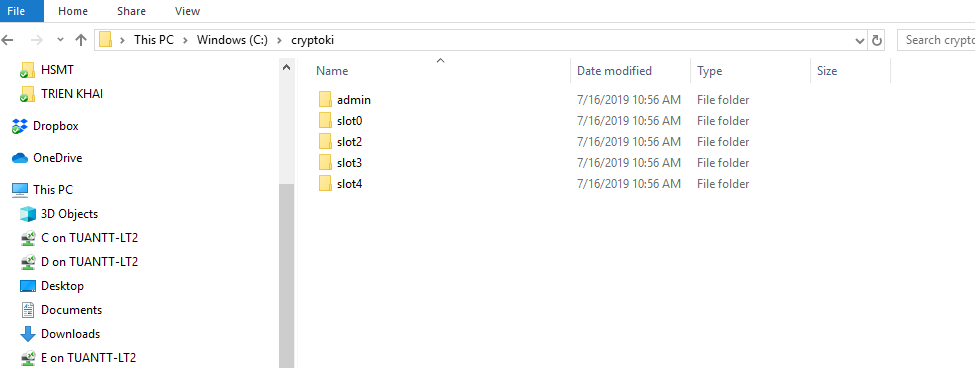 File Home Share View
This PC Windows (C:) cryptoki Search crypto
HSMT
TRIEN KHAI
Dropbox
OneDrive
This PC
3D Objects
C on TUANTT-LT2
D on TUANTT-LT2
Desktop
Documents
Downloads
E on TUANTT-LT2
Name Date modified Type Size
admin 7/16/2019 10:56 AM File folder
slot0 7/16/2019 10:56 AM File folder
slot2 7/16/2019 10:56 AM File folder
slot3 7/16/2019 10:56 AM File folder
slot4 7/16/2019 10:56 AM File folder